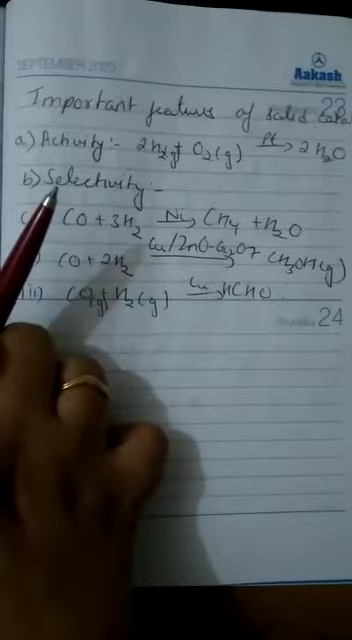 SEPTEMBER 2020
Aakash
23
Important features of solid
a) Activity:- 2H2(g)+ O2(g) Pt→ 2H2O
b) Selectivity:-
CO + 3H2 Ni→ CH4 + H2O
CO + 2H2 Cu/ZnO-Cr2O3→ CH3OH(g)
iii) CO(g)+ H2(g) Cu→ HCHO
24